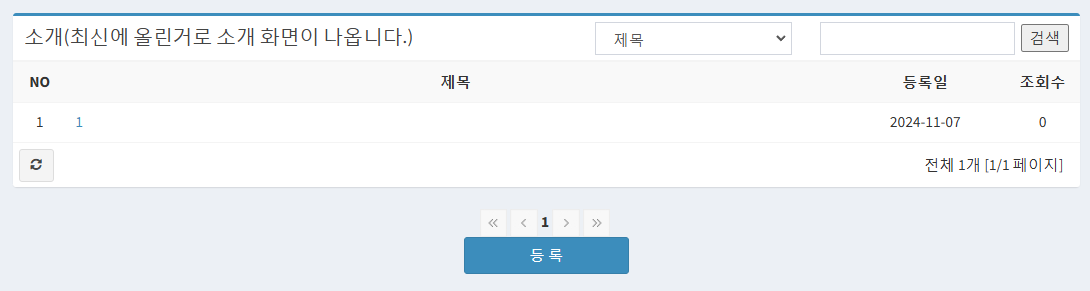 소개(최신에 올린거로 소개 화면이 나옵니다.) 제목 검색
NO 제목 등록일 조회수
1 1 2024-11-07 0
전체 1개 [1/1 페이지]
« ‹ 1 › »
등 록